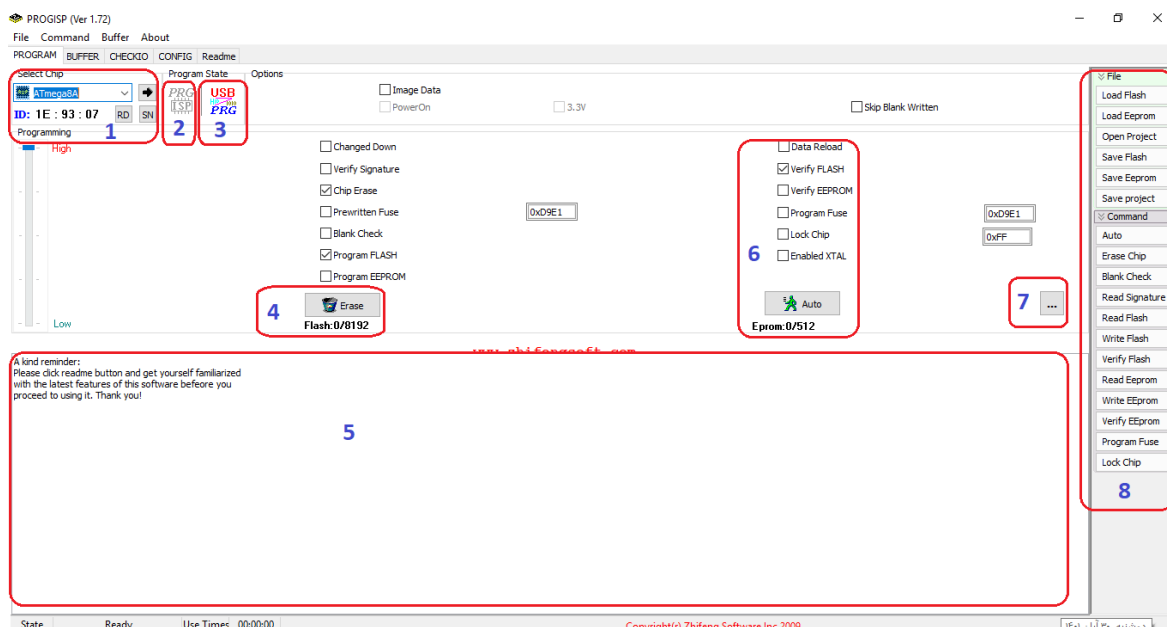 PROGISP (Ver 1.72)
File Command Buffer About
PROGRAM BUFFER CHECKIO CONFIG Readme
Select Chip Program State Options
ATmega8A
PRG
ISP
USB
PRG
ID: 1E : 93 : 07 RD SN
1
2
3
Image Data
PowerOn 3.3V Skip Blank Written
Programming
High
Low
Changed Down
Verify Signature
Chip Erase
Prewritten Fuse 0xD9E1
Blank Check
Program FLASH
Program EEPROM
4
Erase
Flash:0/8192
Data Reload
Verify FLASH
Verify EEPROM
Program Fuse 0xD9E1
Lock Chip 0xFF
6
Enabled XTAL
Auto
Eprom:0/512
7 ...
A kind reminder:
Please click readme button and get yourself familiarized
with the latest features of this software befeore you
proceed to using it. Thank you!
5
File
Load Flash
Load Eeprom
Open Project
Save Flash
Save Eeprom
Save project
Command
Auto
Erase Chip
Blank Check
Read Signature
Read Flash
Write Flash
Verify Flash
Read Eeprom
Write EEprom
Verify EEprom
Program Fuse
Lock Chip
8
State Ready Use Times 00:00:00 Copyright(s) Zhifeng Software Inc 2009